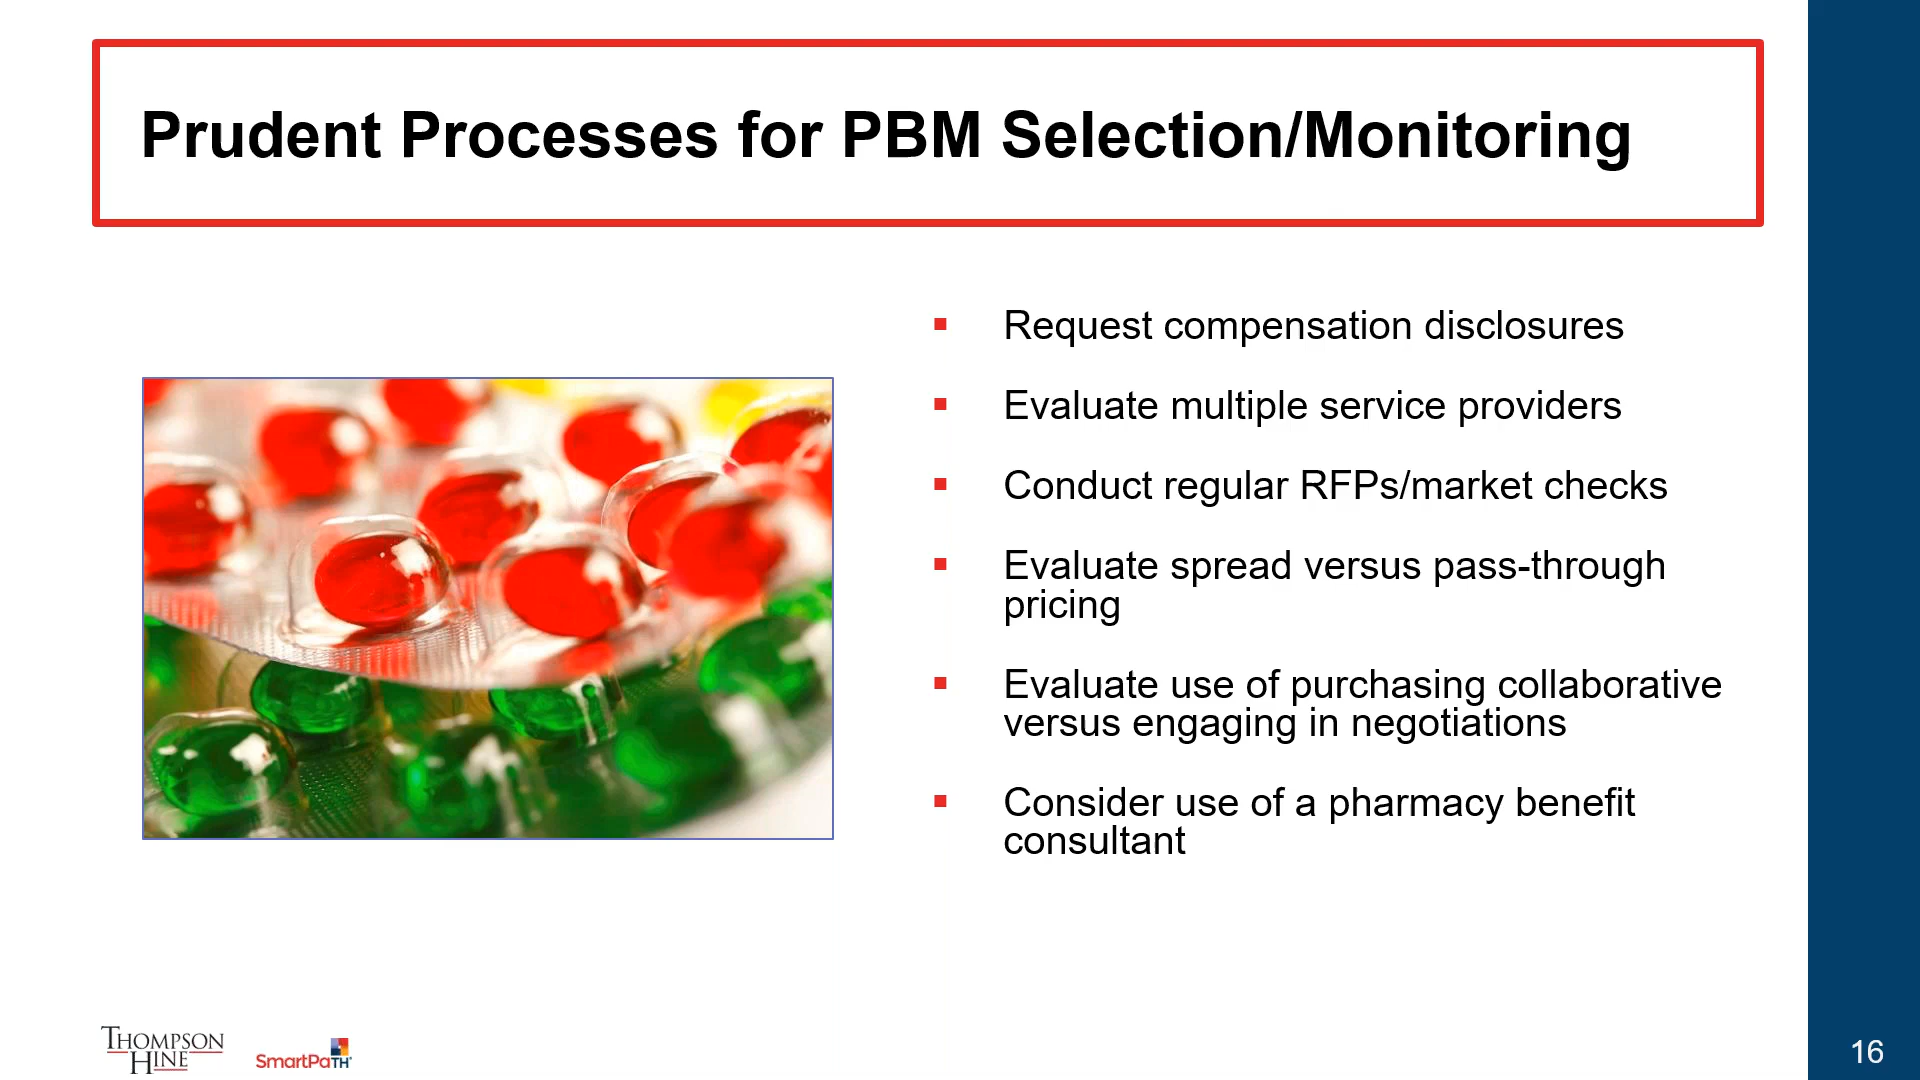 Prudent Processes for PBM Selection/Monitoring
Request compensation disclosures
Evaluate multiple service providers
Conduct regular RFPs/market checks
Evaluate spread versus pass-through
pricing
Evaluate use of purchasing collaborative
versus engaging in negotiations
Consider use of a pharmacy benefit
consultant
THOMPSON
HINE
SmartPaTH
16